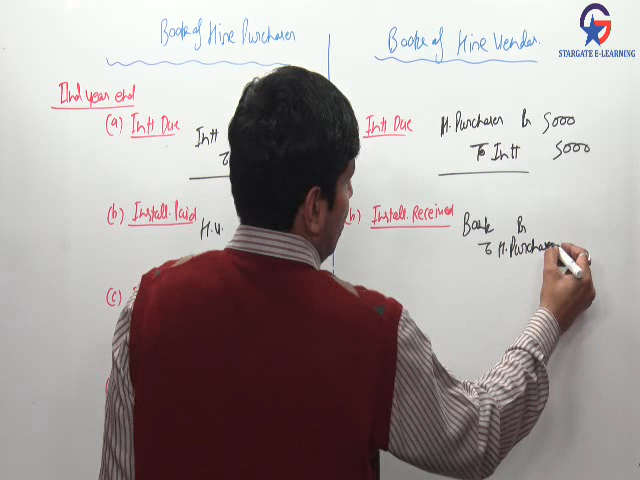 Books of Hire Purchaser
Books of Hire Vendor.
STARGATE E-LEARNING
IInd year end
(a) Intt Due
Intt
To
Intt Due
H. Purchaser Dr 5000
To Intt 5000
(b) Install. Paid
H.V.
Install. Received
Bank Dr
To H. Purchaser
(c)